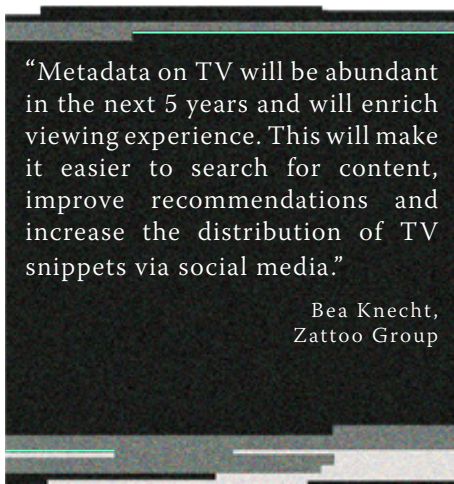 “Metadata on TV will be abundant
in the next 5 years and will enrich
viewing experience. This will make
it easier to search for content,
improve recommendations and
increase the distribution of TV
snippets via social media.”
Bea Knecht,
Zattoo Group